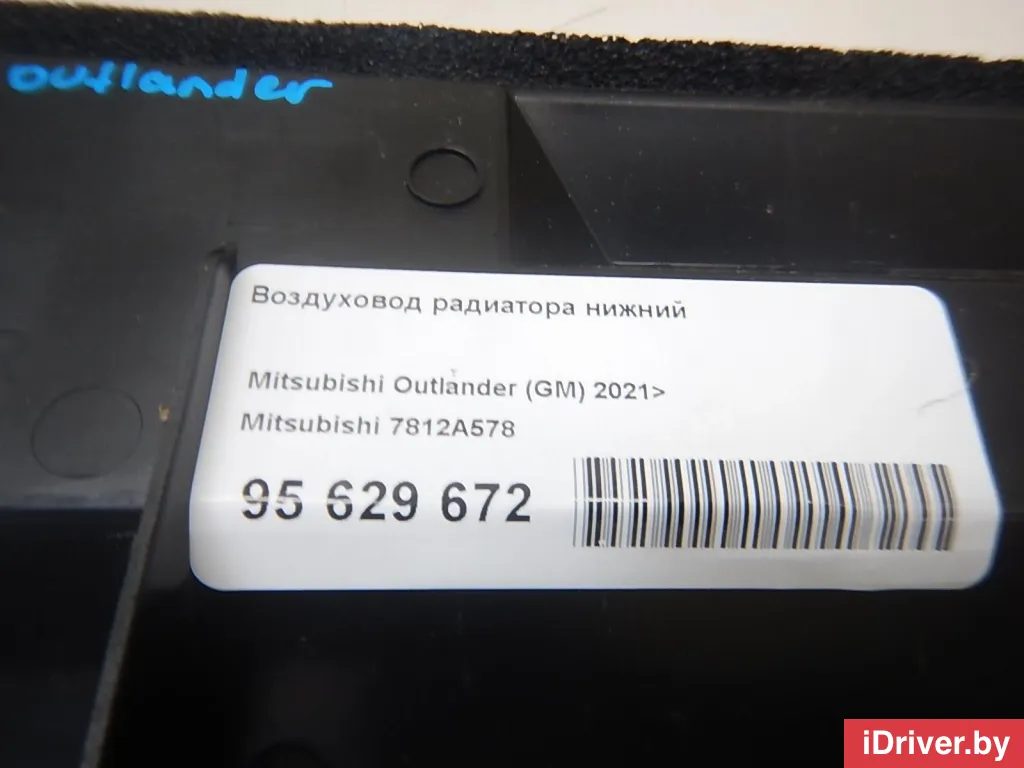 outlander
Воздуховод радиатора нижний
Mitsubishi Outlander (GM) 2021>
Mitsubishi 7812A578
95 629 672
iDriver.by